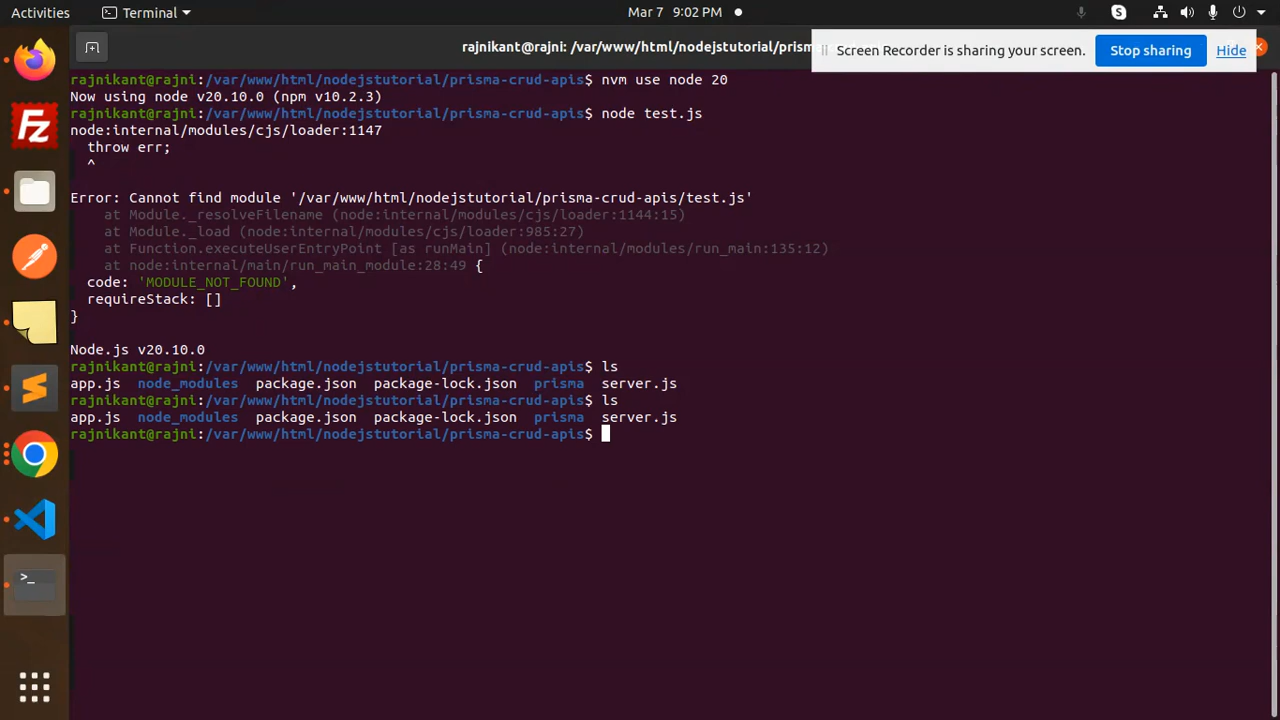 Activities Terminal Mar 7 9:02 PM
rajnikant@rajni: /var/www/html/nodejstutorial/prism
Screen Recorder is sharing your screen. Stop sharing Hide
rajnikant@rajni:/var/www/html/nodejstutorial/prisma-crud-apis$ nvm use node 20
Now using node v20.10.0 (npm v10.2.3)
rajnikant@rajni:/var/www/html/nodejstutorial/prisma-crud-apis$ node test.js
node:internal/modules/cjs/loader:1147
  throw err;
  ^
Error: Cannot find module '/var/www/html/nodejstutorial/prisma-crud-apis/test.js'
    at Module._resolveFilename (node:internal/modules/cjs/loader:1144:15)
    at Module._load (node:internal/modules/cjs/loader:985:27)
    at Function.executeUserEntryPoint [as runMain] (node:internal/modules/run_main:135:12)
    at node:internal/main/run_main_module:28:49 {
  code: 'MODULE_NOT_FOUND',
  requireStack: []
}
Node.js v20.10.0
rajnikant@rajni:/var/www/html/nodejstutorial/prisma-crud-apis$ ls
app.js  node_modules  package.json  package-lock.json  prisma  server.js
rajnikant@rajni:/var/www/html/nodejstutorial/prisma-crud-apis$ ls
app.js  node_modules  package.json  package-lock.json  prisma  server.js
rajnikant@rajni:/var/www/html/nodejstutorial/prisma-crud-apis$